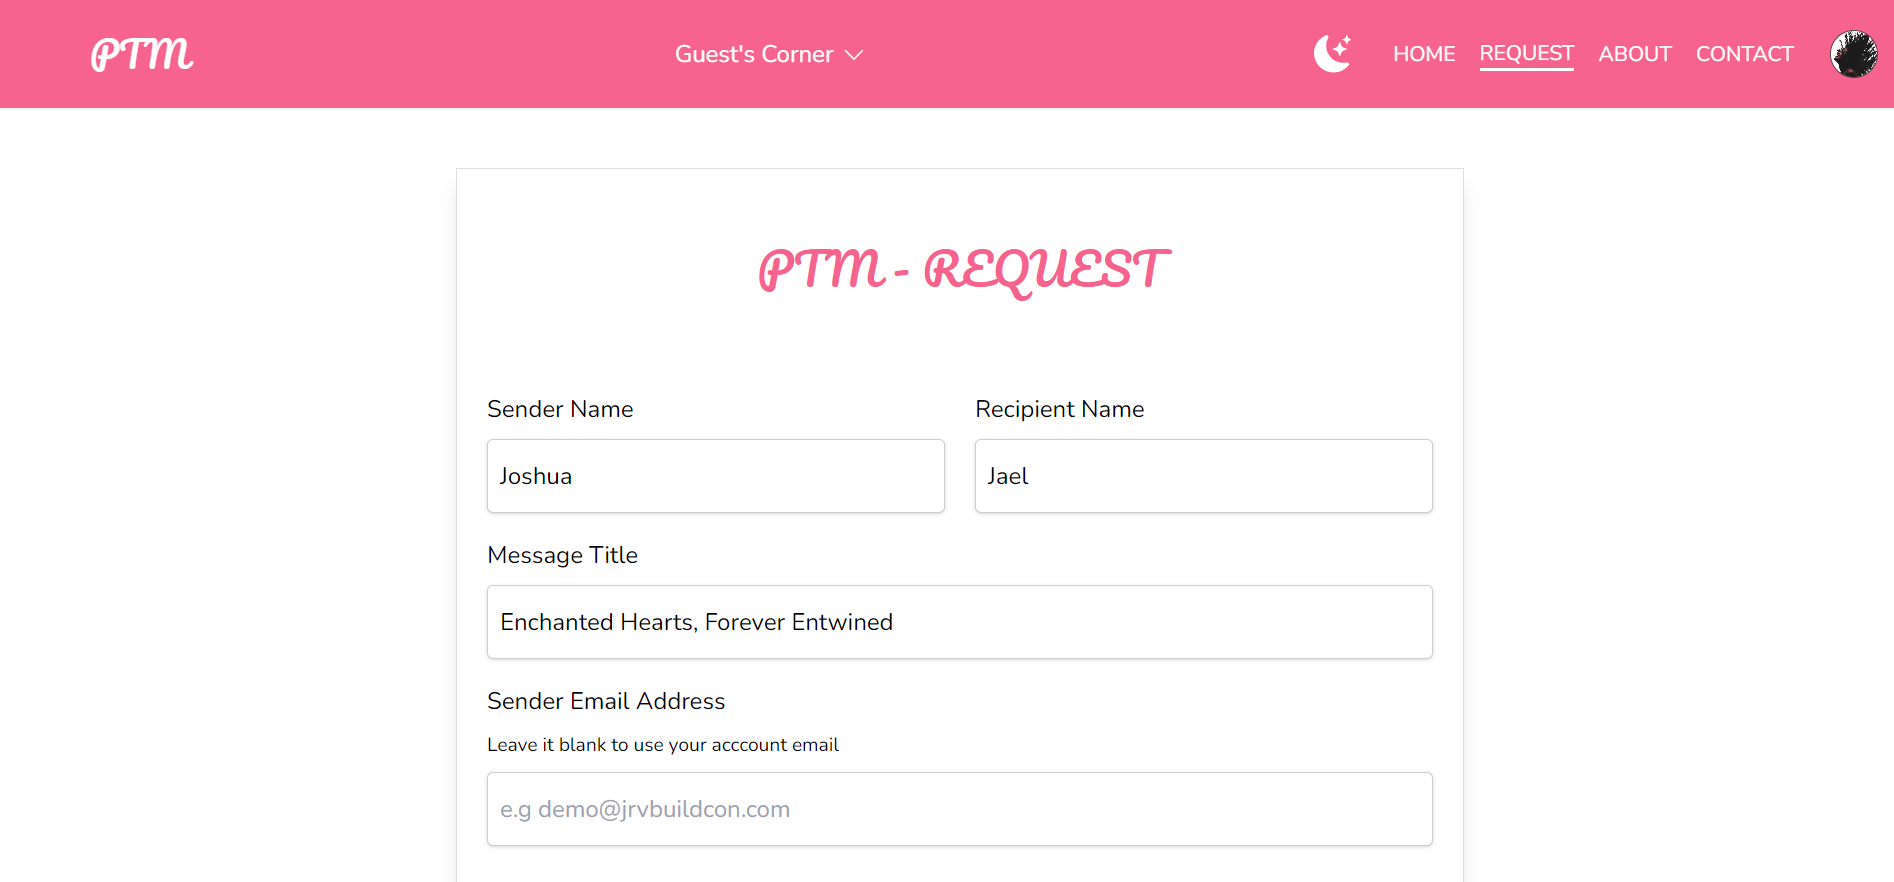 PTM
Guest's Corner
HOME REQUEST ABOUT CONTACT
PTM - REQUEST
Sender Name
Recipient Name
Joshua
Jael
Message Title
Enchanted Hearts, Forever Entwined
Sender Email Address
Leave it blank to use your acccount email
e.g demo@jrvbuildcon.com